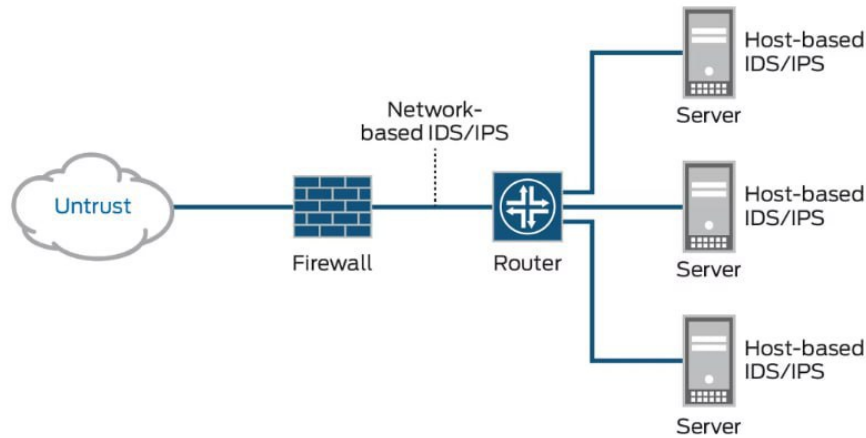 Host-based
IDS/IPS
Server
Network-
based IDS/IPS
Untrust
Firewall
Router
Host-based
IDS/IPS
Server
Host-based
IDS/IPS
Server